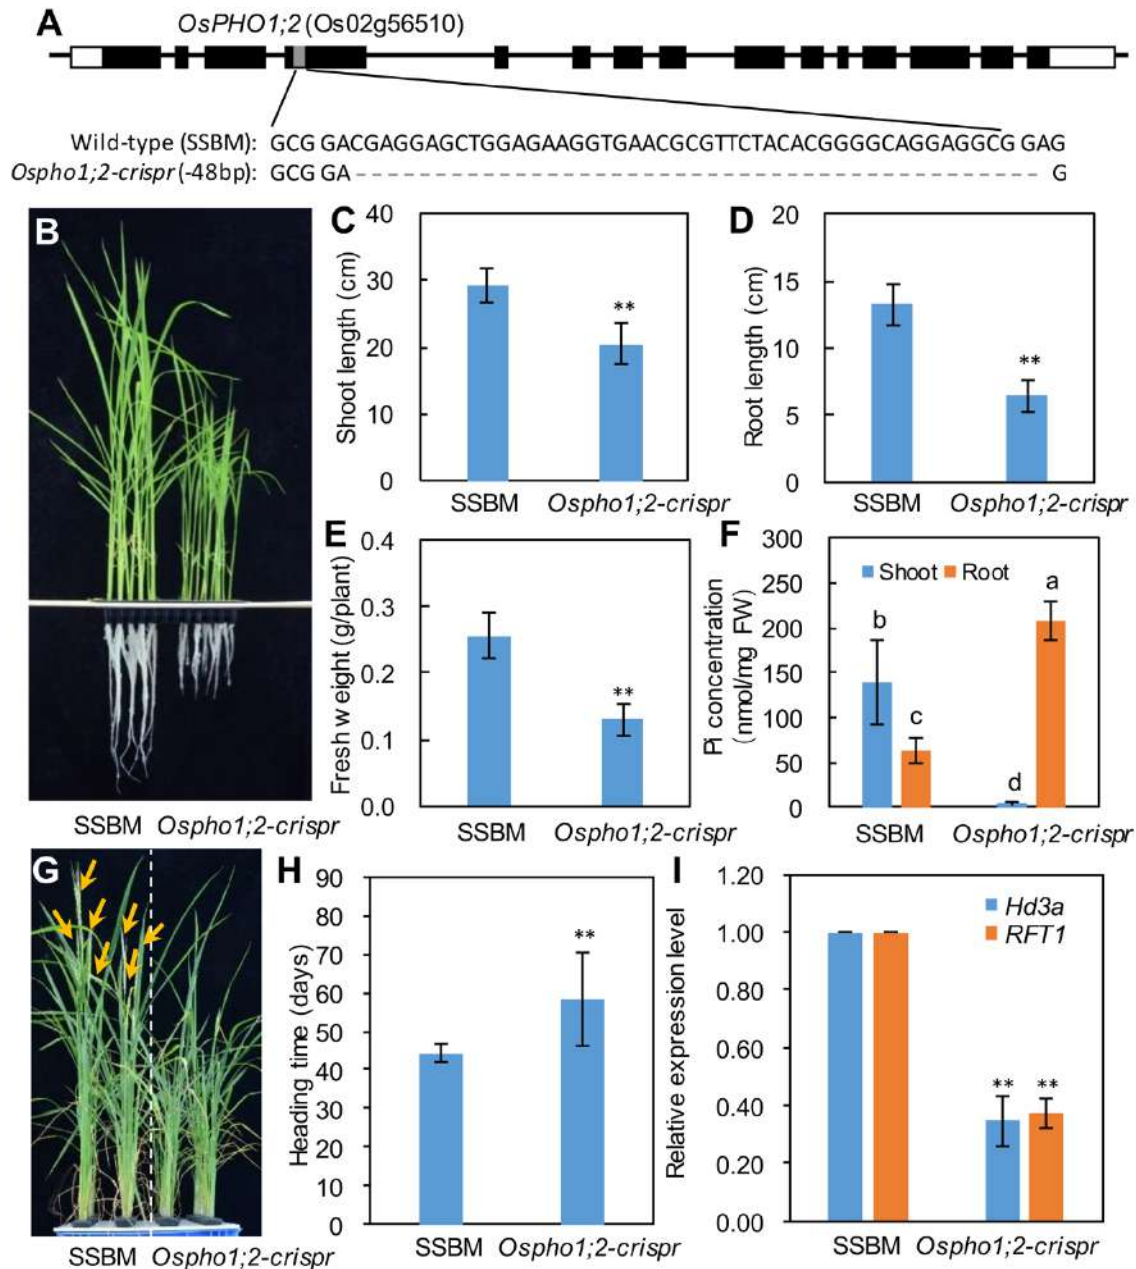 A
OsPHO1;2 (Os02g56510)
Wild-type (SSBM): GCG GACGAGGAGCTGGAGAAGGTGAACGCGTTCTACACGGGGCAGGAGGCG GAG
Ospho1;2-crispr (-48bp): GCG GA------------------------------------------------G
B
SSBM Ospho1;2-crispr
C
Shoot length (cm)
40
30
20
10
0
**
SSBM Ospho1;2-crispr
D
Root length (cm)
20
15
10
5
0
**
SSBM Ospho1;2-crispr
E
Fresh weight (g/plant)
0.4
0.3
0.2
0.1
0.0
**
SSBM Ospho1;2-crispr
F
Pi concentration
(nmol/mg FW)
300
250
200
150
100
50
0
Shoot Root
b
c
d
a
SSBM Ospho1;2-crispr
G
SSBM Ospho1;2-crispr
H
Heading time (days)
90
80
70
60
50
40
30
20
10
0
**
SSBM Ospho1;2-crispr
I
Relative expression level
1.20
1.00
0.80
0.60
0.40
0.20
0.00
Hd3a
RFT1
** **
SSBM Ospho1;2-crispr